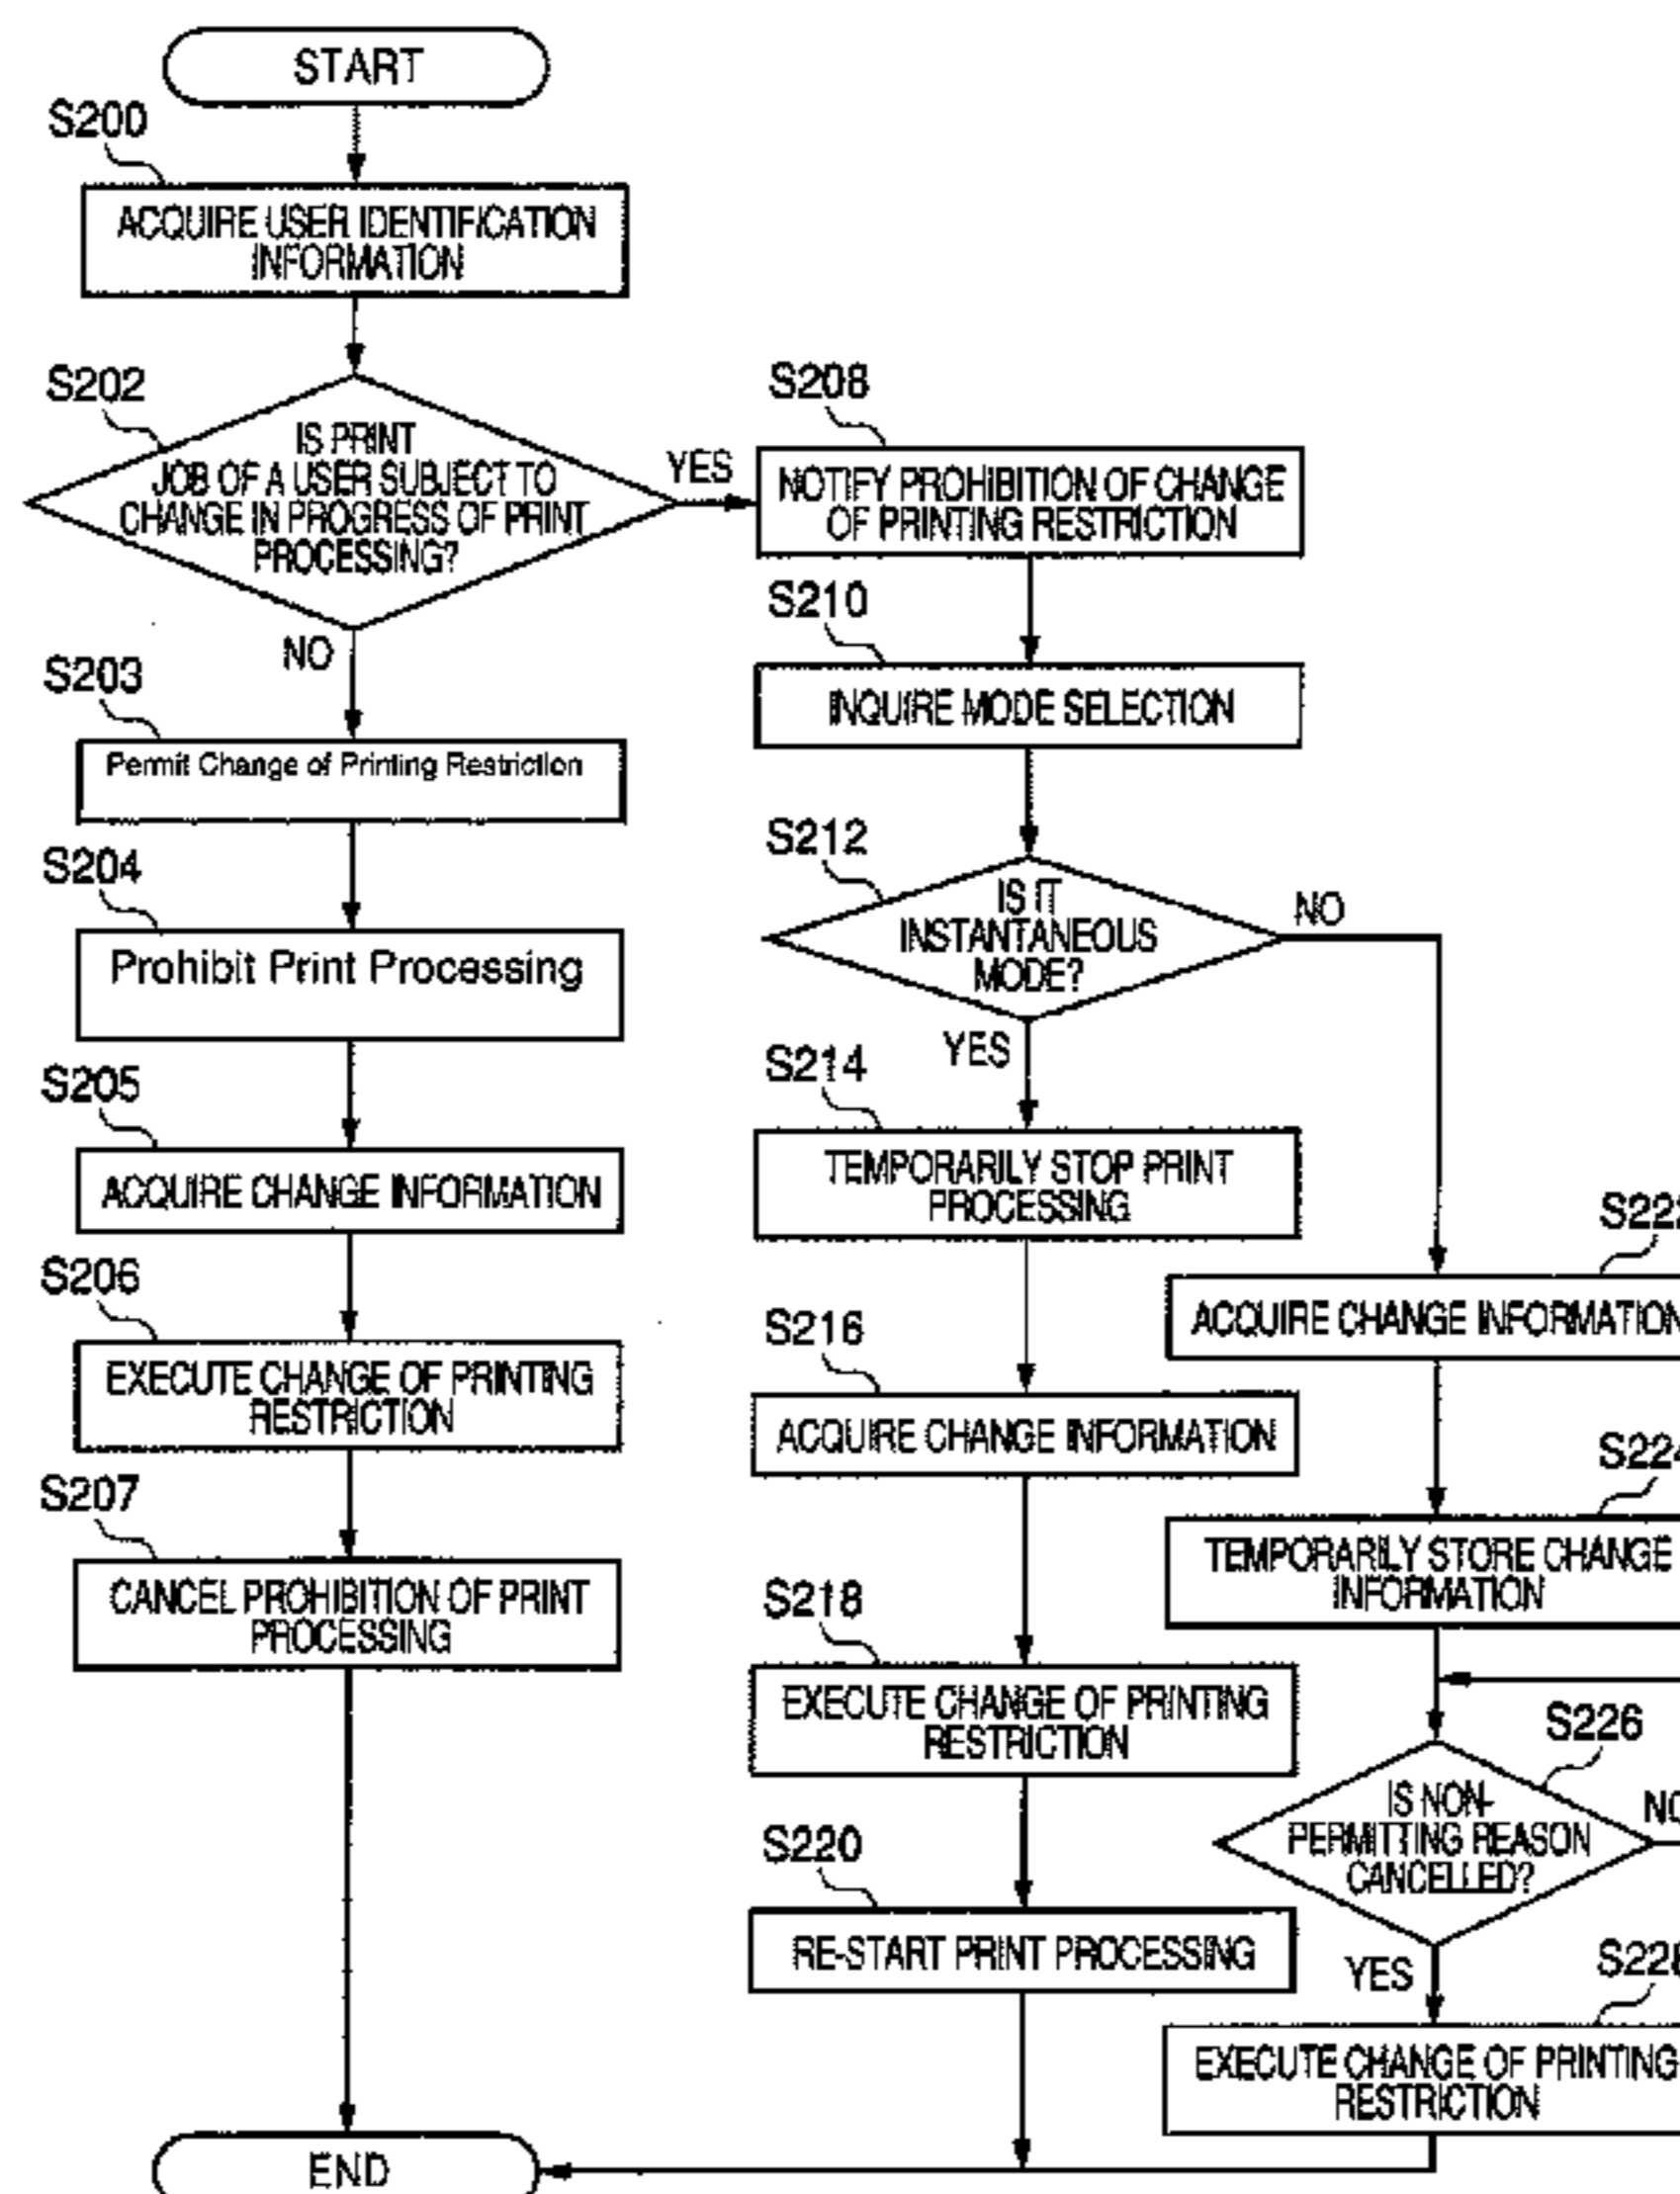 START
S200
ACQUIRE USER IDENTIFICATION
INFORMATION
S202
IS PRINT
JOB OF A USER SUBJECT TO
CHANGE IN PROGRESS OF PRINT
PROCESSING?
YES
NO
S203
Permit Change of Printing Restriction
S204
Prohibit Print Processing
S205
ACQUIRE CHANGE INFORMATION
S206
EXECUTE CHANGE OF PRINTING
RESTRICTION
S207
CANCEL PROHIBITION OF PRINT
PROCESSING
S208
NOTIFY PROHIBITION OF CHANGE
OF PRINTING RESTRICTION
S210
INQUIRE MODE SELECTION
S212
IS IT
INSTANTANEOUS
MODE?
NO
YES
S214
TEMPORARILY STOP PRINT
PROCESSING
S216
ACQUIRE CHANGE INFORMATION
S218
EXECUTE CHANGE OF PRINTING
RESTRICTION
S220
RE-START PRINT PROCESSING
S222
ACQUIRE CHANGE INFORMATION
S224
TEMPORARILY STORE CHANGE
INFORMATION
S226
IS NON-
PERMITTING REASON
CANCELLED?
NO
YES
S228
EXECUTE CHANGE OF PRINTING
RESTRICTION
END